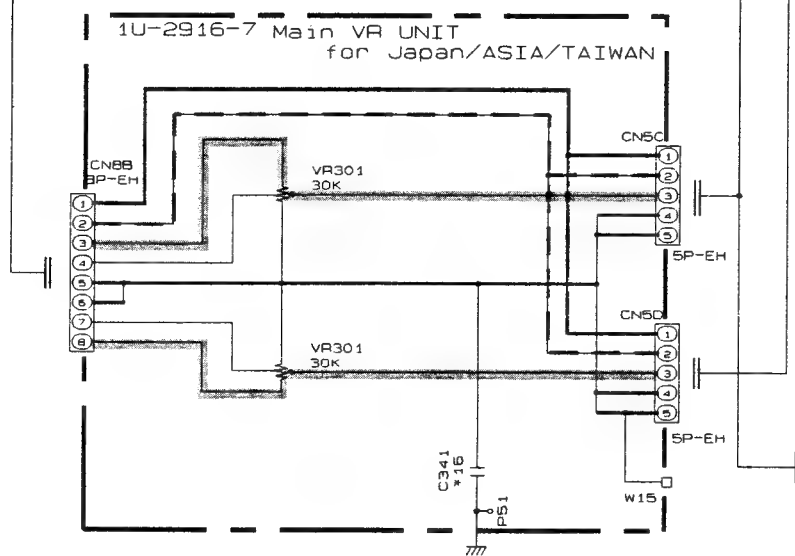 1U-2916-7 Main VR UNIT
for Japan/ASIA/TAIWAN
CN8B
8P-EH
1
2
3
4
5
6
7
8
VR301
30K
VR301
30K
CN5C
1
2
3
4
5
5P-EH
CN5D
1
2
3
4
5
5P-EH
C341
*16
P51
W15